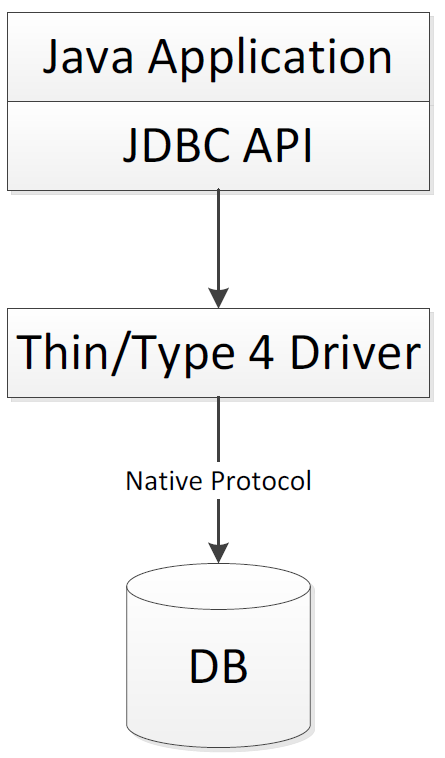 Java Application
JDBC API
Thin/Type 4 Driver
Native Protocol
DB